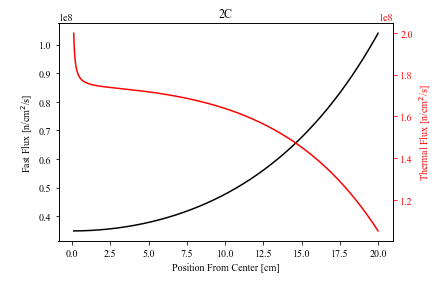 2C
1e8
1e8
1.0
0.9
0.8
0.7
0.6
0.5
0.4
Fast Flux [n/cm²/s]
2.0
1.8
1.6
1.4
1.2
Thermal Flux [n/cm²/s]
0.0 2.5 5.0 7.5 10.0 12.5 15.0 17.5 20.0
Position From Center [cm]